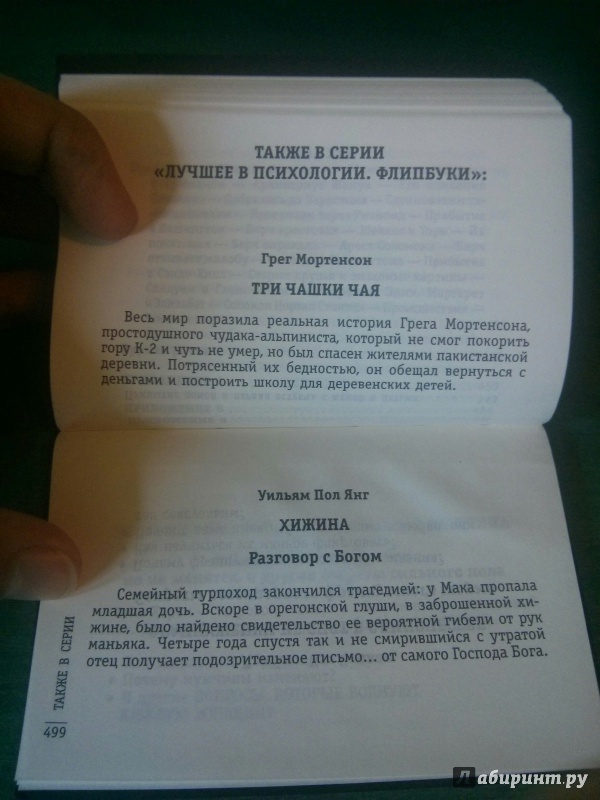 ТАКЖЕ В СЕРИИ
«ЛУЧШЕЕ В ПСИХОЛОГИИ. ФЛИПБУКИ»:
Грег Мортенсон
ТРИ ЧАШКИ ЧАЯ
Весь мир поразила реальная история Грега Мортенсона,
простодушного чудака-альпиниста, который не смог покорить
гору К-2 и чуть не умер, но был спасен жителями пакистанской
деревни. Потрясенный их бедностью, он обещал вернуться с
деньгами и построить школу для деревенских детей.
Уильям Пол Янг
ХИЖИНА
Разговор с Богом
Семейный турпоход закончился трагедией: у Мака пропала
младшая дочь. Вскоре в орегонской глуши, в заброшенной хи-
жине, было найдено свидетельство ее вероятной гибели от рук
маньяка. Четыре года спустя так и не смирившийся с утратой
отец получает подозрительное письмо... от самого Господа Бога.
ТАКЖЕ В СЕРИИ
499
Лабиринт.ру